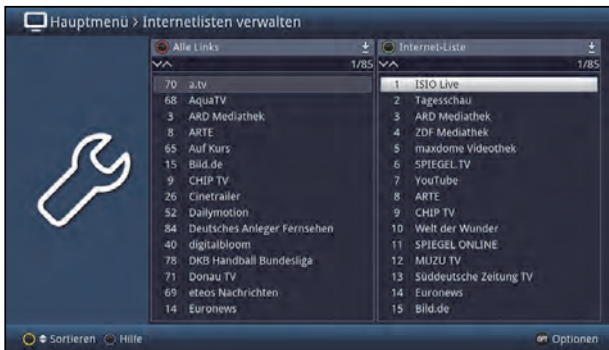 Hauptmenü > Internetlisten verwalten
Alle Links
1/85
70 a.tv
68 AquaTV
3 ARD Mediathek
8 ARTE
65 Auf Kurs
15 Bild.de
9 CHIP TV
26 Cinetrailer
52 Dailymotion
84 Deutsches Anleger Fernsehen
40 digitalbloom
78 DKB Handball Bundesliga
71 Donau TV
69 eteos Nachrichten
14 Euronews
Internet-Liste
1/85
1 ISIO Live
2 Tagesschau
3 ARD Mediathek
4 ZDF Mediathek
5 maxdome Videothek
6 SPIEGEL.TV
7 YouTube
8 ARTE
9 CHIP TV
10 Welt der Wunder
11 SPIEGEL ONLINE
12 MUZU TV
13 Süddeutsche Zeitung TV
14 Euronews
15 Bild.de
Sortieren Hilfe
OPT Optionen